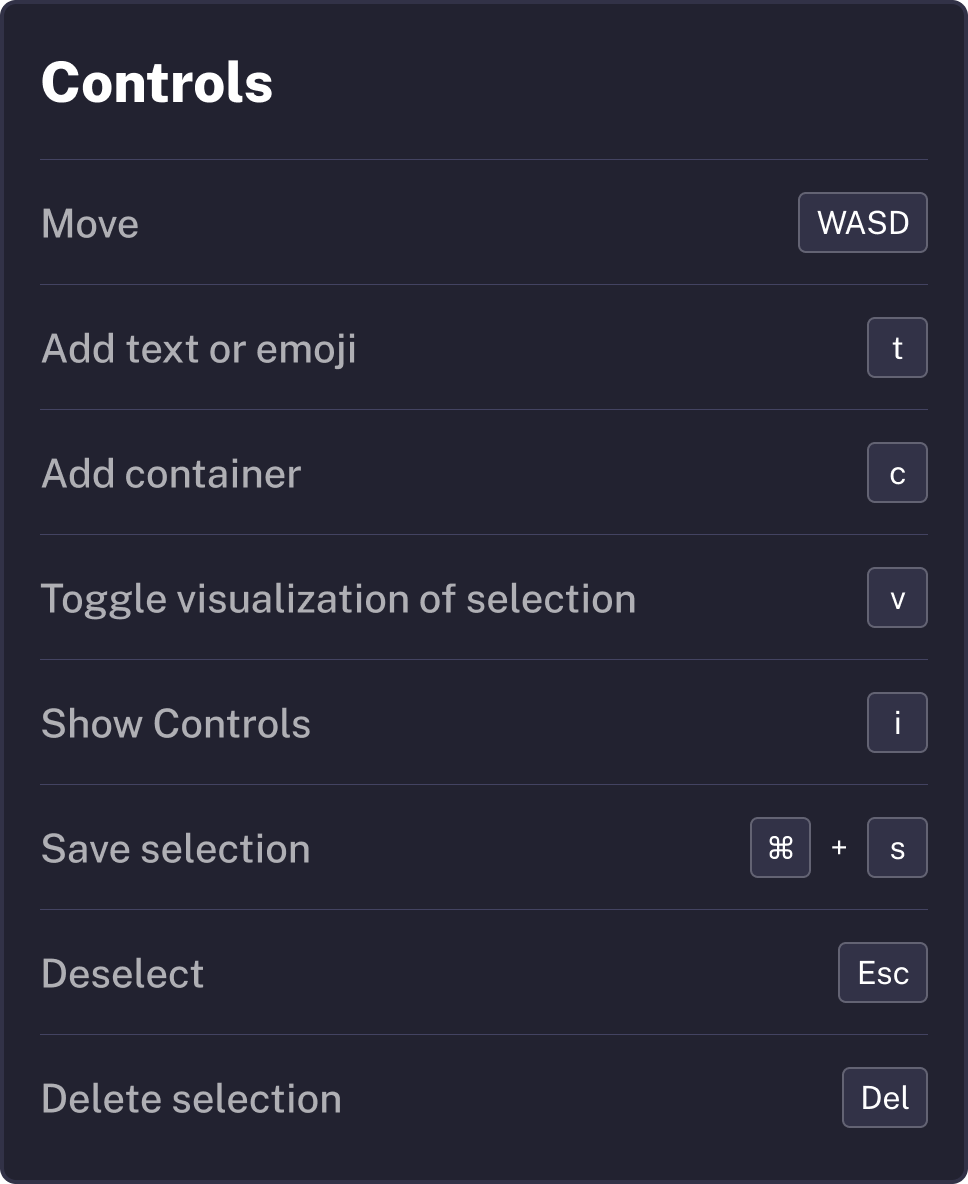 Controls
Move WASD
Add text or emoji t
Add container c
Toggle visualization of selection v
Show Controls i
Save selection ⌘ + s
Deselect Esc
Delete selection Del